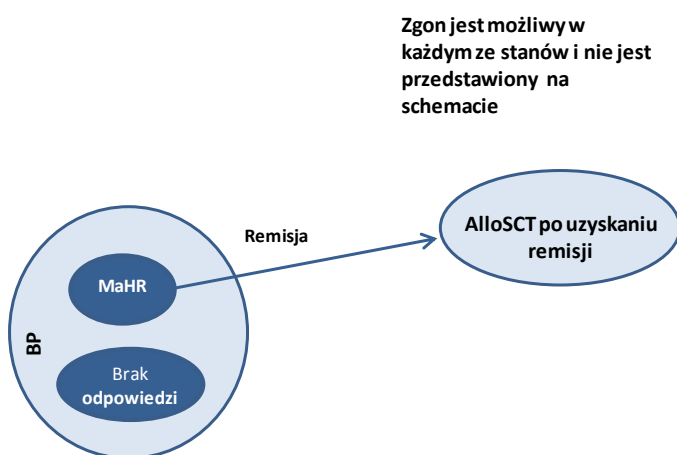 Zgon jest możliwy w
każdym ze stanów i nie jest
przedstawiony na
schemacie
AlloSCT po uzyskaniu
remisji
Remisja
MaHR
BP
Brak
odpowiedzi